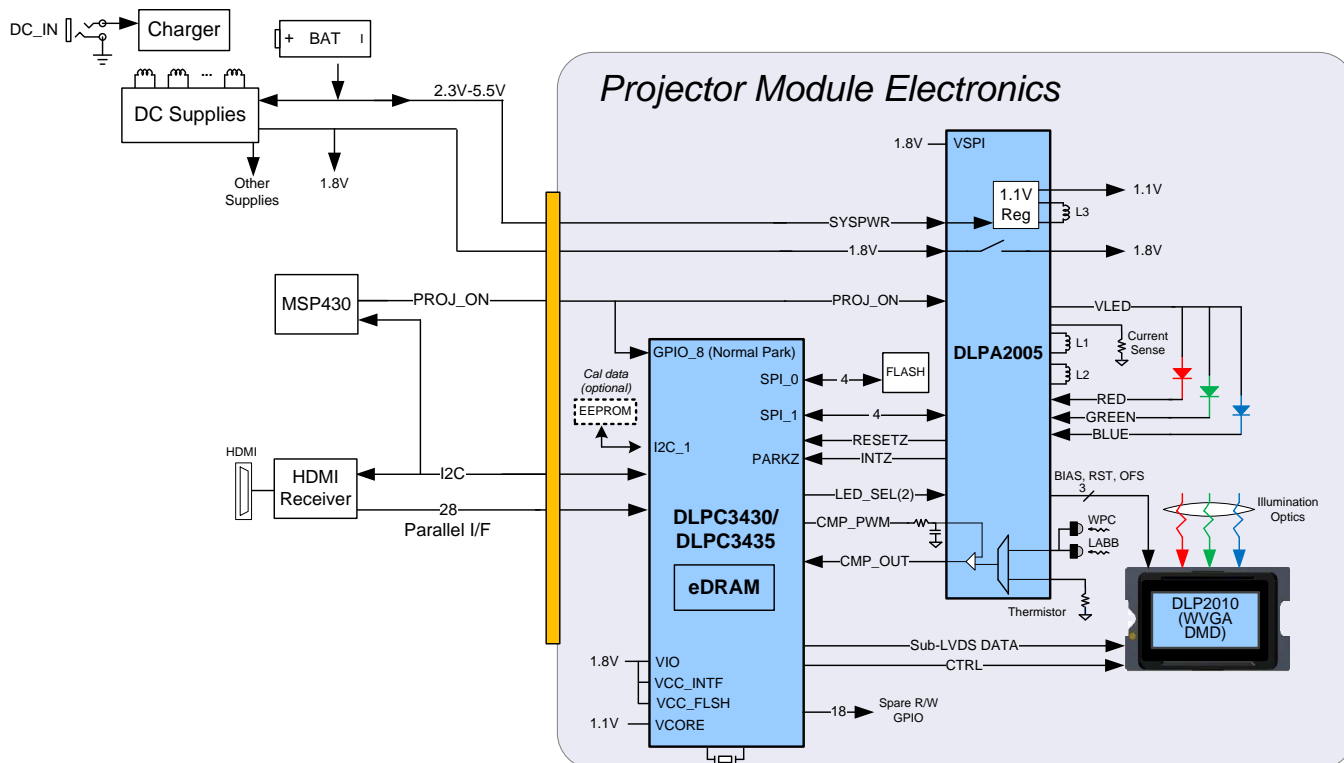 DC_IN
Charger
+ BAT I
...
DC Supplies
2.3V-5.5V
Other
Supplies
1.8V
Projector Module Electronics
1.8V
VSPI
1.1V
Reg
1.1V
L3
SYSPWR
1.8V
1.8V
MSP430
PROJ_ON
PROJ_ON
VLED
Current
Sense
L1
L2
DLPA2005
GPIO_8 (Normal Park)
Cal data
(optional)
EEPROM
SPI_0
4
FLASH
SPI_1
4
RED
GREEN
BLUE
I2C_1
RESETZ
PARKZ
INTZ
HDMI
HDMI
Receiver
I2C
28
Parallel I/F
LED_SEL(2)
BIAS, RST, OFS
3
Illumination
Optics
DLPC3430/
DLPC3435
CMP_PWM
WPC
LABB
CMP_OUT
eDRAM
Thermistor
DLP2010
(WVGA
DMD)
Sub-LVDS DATA
CTRL
1.8V
VIO
VCC_INTF
VCC_FLSH
1.1V
VCORE
18
Spare R/W
GPIO